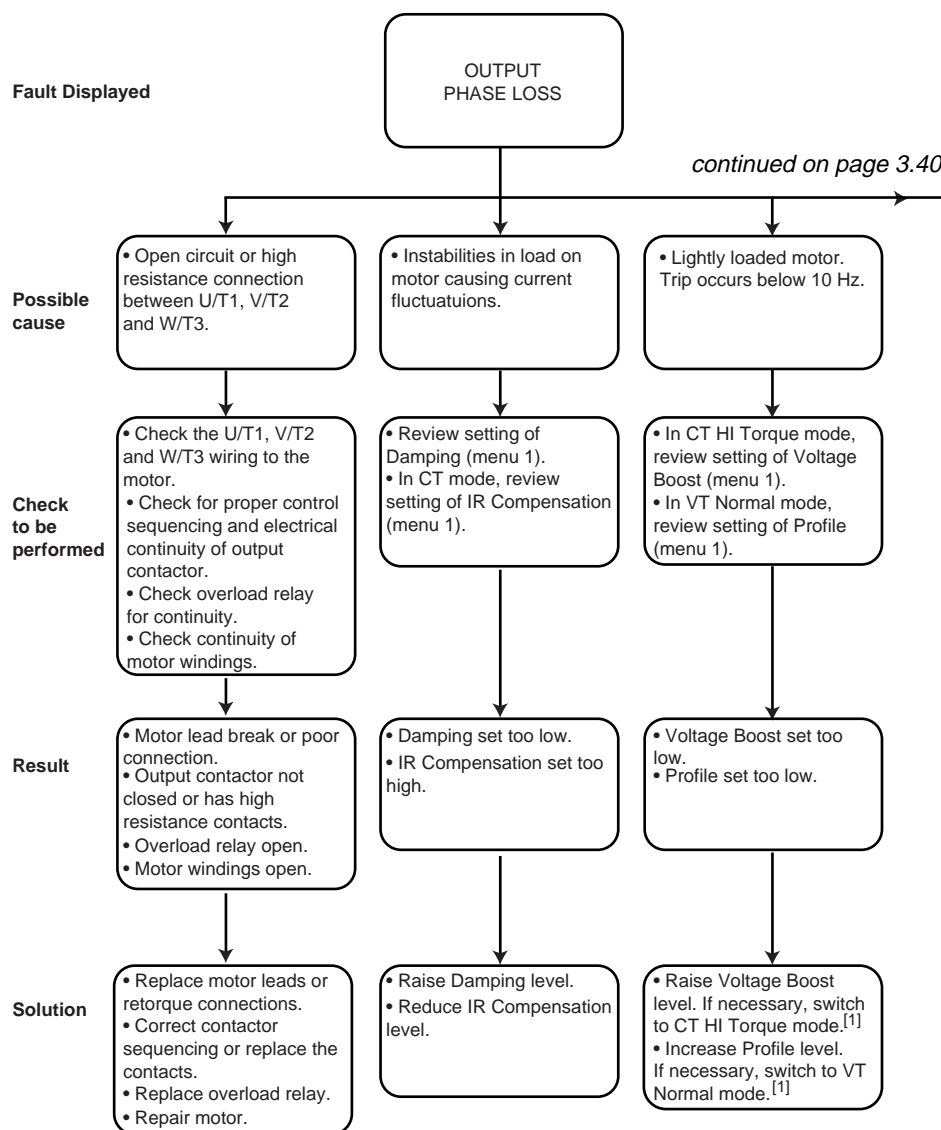 Fault Displayed
OUTPUT
PHASE LOSS
continued on page 3.40
Possible
cause
• Open circuit or high
resistance connection
between U/T1, V/T2
and W/T3.
• Instabilities in load on
motor causing current
fluctuatuions.
• Lightly loaded motor.
Trip occurs below 10 Hz.
Check
to be
performed
• Check the U/T1, V/T2
and W/T3 wiring to the
motor.
• Check for proper control
sequencing and electrical
continuity of output
contactor.
• Check overload relay
for continuity.
• Check continuity of
motor windings.
• Review setting of
Damping (menu 1).
• In CT mode, review
setting of IR Compensation
(menu 1).
• In CT HI Torque mode,
review setting of Voltage
Boost (menu 1).
• In VT Normal mode,
review setting of Profile
(menu 1).
Result
• Motor lead break or poor
connection.
• Output contactor not
closed or has high
resistance contacts.
• Overload relay open.
• Motor windings open.
• Damping set too low.
• IR Compensation set too
high.
• Voltage Boost set too
low.
• Profile set too low.
Solution
• Replace motor leads or
retorque connections.
• Correct contactor
sequencing or replace the
contacts.
• Replace overload relay.
• Repair motor.
• Raise Damping level.
• Reduce IR Compensation
level.
• Raise Voltage Boost
level. If necessary, switch
to CT HI Torque mode.[1]
• Increase Profile level.
If necessary, switch to VT
Normal mode.[1]